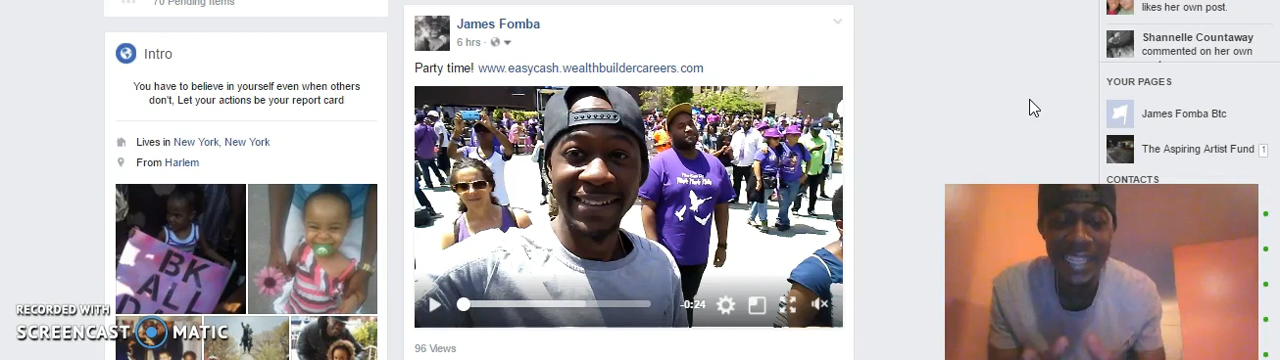 70 Pending Items
Intro
You have to believe in yourself even when others
don't, Let your actions be your report card
Lives in New York, New York
From Harlem
BK
ALL
RECORDED WITH
SCREENCAST MATIC
James Fomba
6 hrs ·
Party time! www.easycash.wealthbuildercareers.com
-0:24
96 Views
likes her own post.
Shannelle Countaway
commented on her own
YOUR PAGES
James Fomba Btc
The Aspiring Artist Fund 1
CONTACTS